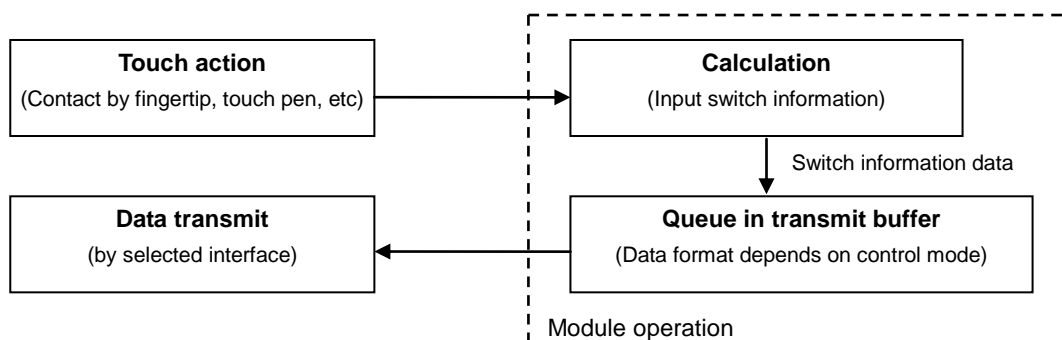 Touch action
(Contact by fingertip, touch pen, etc)
Calculation
(Input switch information)
Switch information data
Data transmit
(by selected interface)
Queue in transmit buffer
(Data format depends on control mode)
Module operation